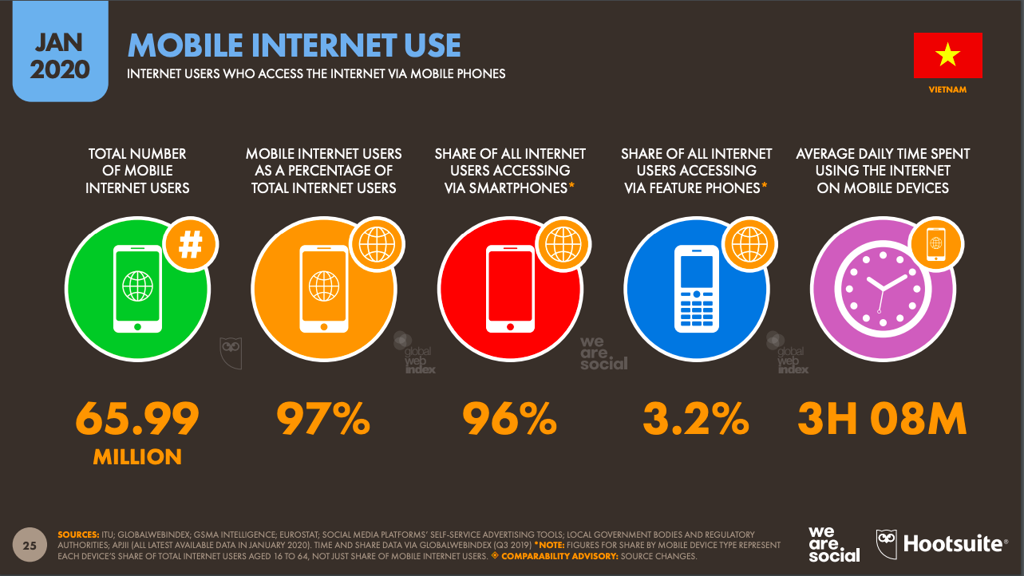 JAN
2020
MOBILE INTERNET USE
INTERNET USERS WHO ACCESS THE INTERNET VIA MOBILE PHONES
VIETNAM
TOTAL NUMBER
OF MOBILE
INTERNET USERS
MOBILE INTERNET USERS
AS A PERCENTAGE OF
TOTAL INTERNET USERS
SHARE OF ALL INTERNET
USERS ACCESSING
VIA SMARTPHONES*
SHARE OF ALL INTERNET
USERS ACCESSING
VIA FEATURE PHONES*
AVERAGE DAILY TIME SPENT
USING THE INTERNET
ON MOBILE DEVICES
#
global
web
index
we
are
social
global
web
index
65.99
MILLION
97%
96%
3.2%
3H 08M
25
SOURCES: ITU; GLOBALWEBINDEX; GSMA INTELLIGENCE; EUROSTAT; SOCIAL MEDIA PLATFORMS' SELF-SERVICE ADVERTISING TOOLS; LOCAL GOVERNMENT BODIES AND REGULATORY
AUTHORITIES; APJII (ALL LATEST AVAILABLE DATA IN JANUARY 2020). TIME AND SHARE DATA VIA GLOBALWEBINDEX (Q3 2019) *NOTE: FIGURES FOR SHARE BY MOBILE DEVICE TYPE REPRESENT
EACH DEVICE'S SHARE OF TOTAL INTERNET USERS AGED 16 TO 64, NOT JUST SHARE OF MOBILE INTERNET USERS. ❖ COMPARABILITY ADVISORY: SOURCE CHANGES.
we
are
social
Hootsuite®